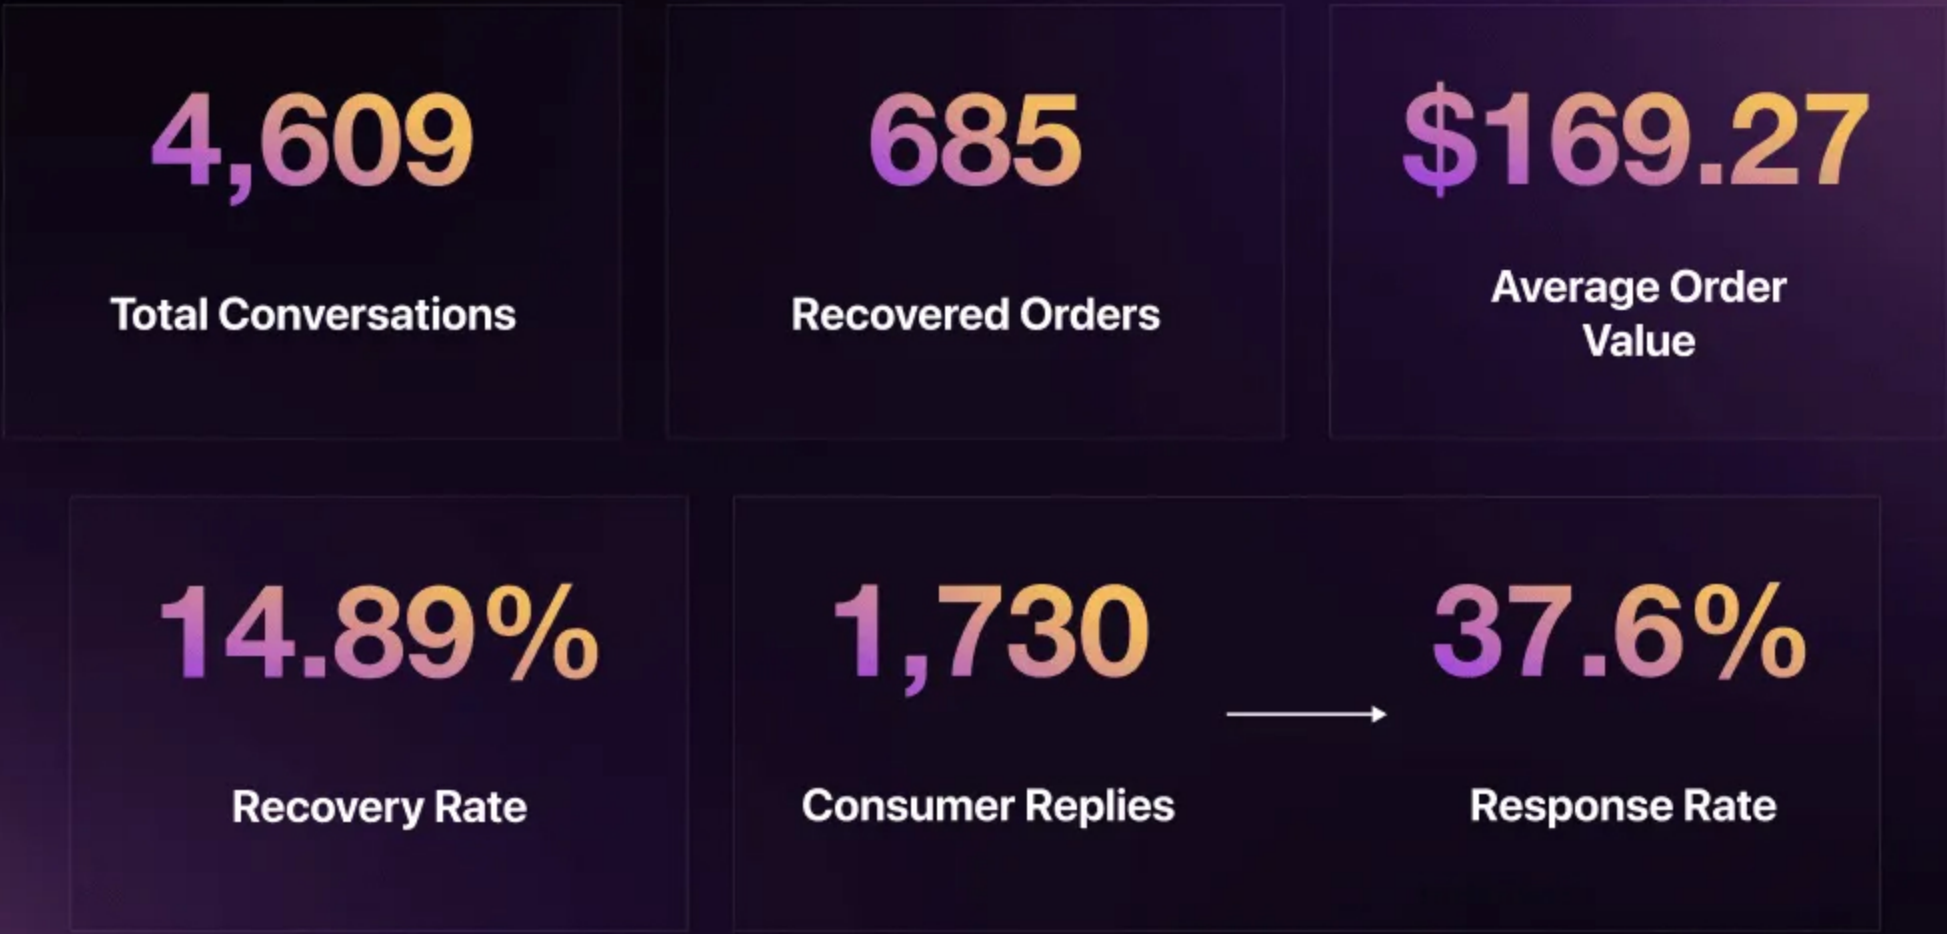 4,609
Total Conversations
685
Recovered Orders
$169.27
Average Order
Value
14.89%
Recovery Rate
1,730
Consumer Replies
37.6%
Response Rate